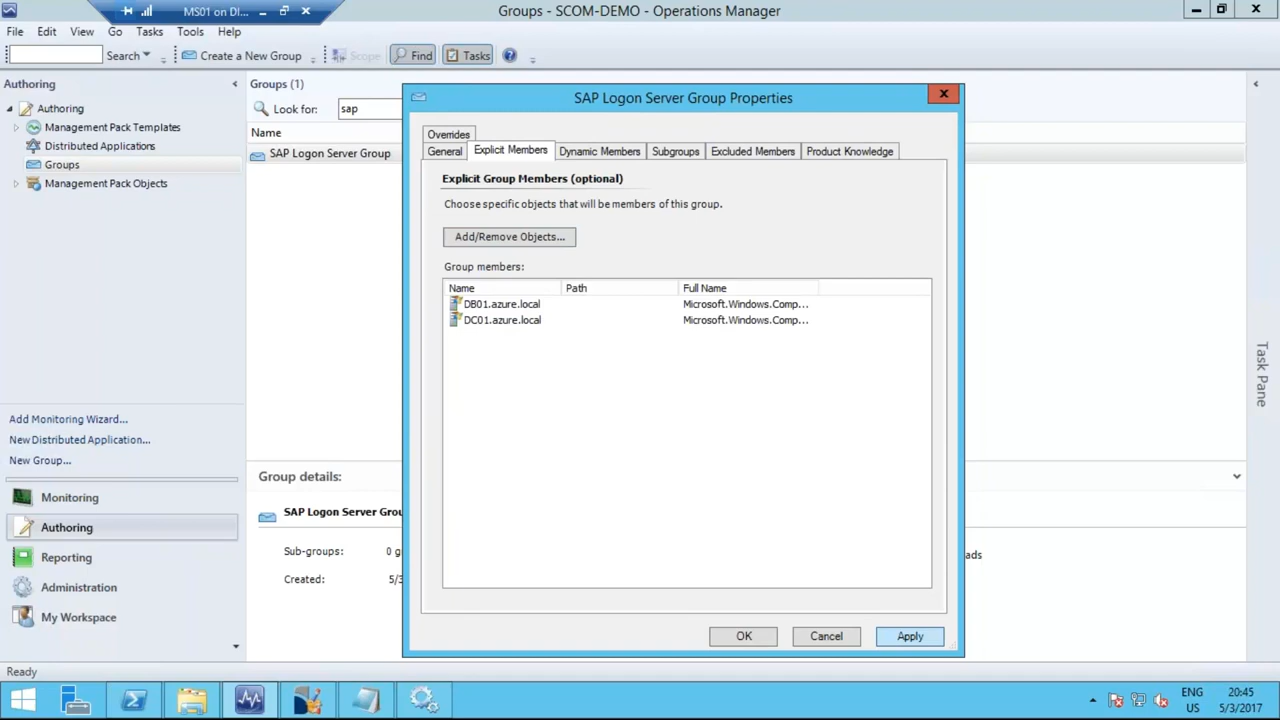 MS01 on DI...
Groups - SCOM-DEMO - Operations Manager
File Edit View Go Tasks Tools Help
Search Create a New Group Scope Find Tasks
Authoring
Groups (1)
SAP Logon Server Group Properties
Look for: sap
Authoring
Management Pack Templates
Distributed Applications
Groups
Management Pack Objects
Name
SAP Logon Server Group
Overrides
General Explicit Members Dynamic Members Subgroups Excluded Members Product Knowledge
Explicit Group Members (optional)
Choose specific objects that will be members of this group.
Add/Remove Objects...
Group members:
Name Path Full Name
DB01.azure.local Microsoft.Windows.Comp...
DC01.azure.local Microsoft.Windows.Comp...
Task Pane
Add Monitoring Wizard...
New Distributed Application...
New Group...
Monitoring
Authoring
Reporting
Administration
My Workspace
Group details:
SAP Logon Server Grou
Sub-groups: 0 g
Created: 5/3
ads
OK Cancel Apply
Ready
ENG
US
20:45
5/3/2017